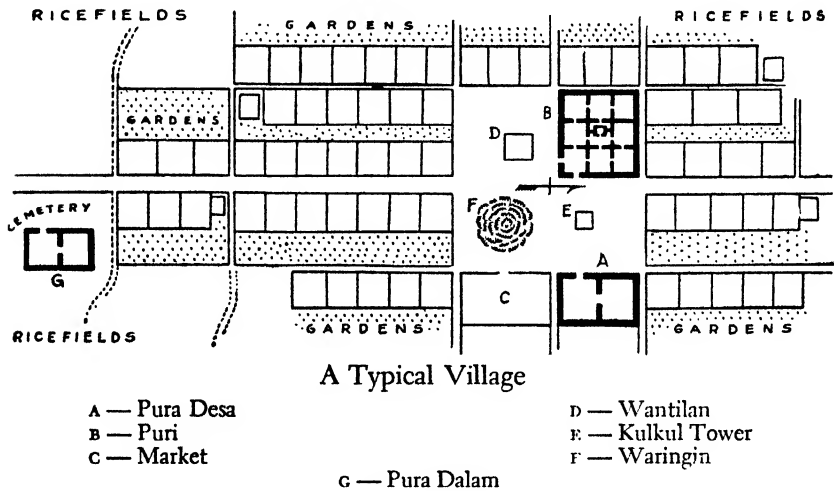 RICEFIELDS
GARDENS
RICEFIELDS
GARDENS
B
D
CEMETERY
F
E
G
A
C
RICEFIELDS
GARDENS
GARDENS
A Typical Village
A — Pura Desa
B — Puri
C — Market
D — Wantilan
E — Kulkul Tower
F — Waringin
G — Pura Dalam